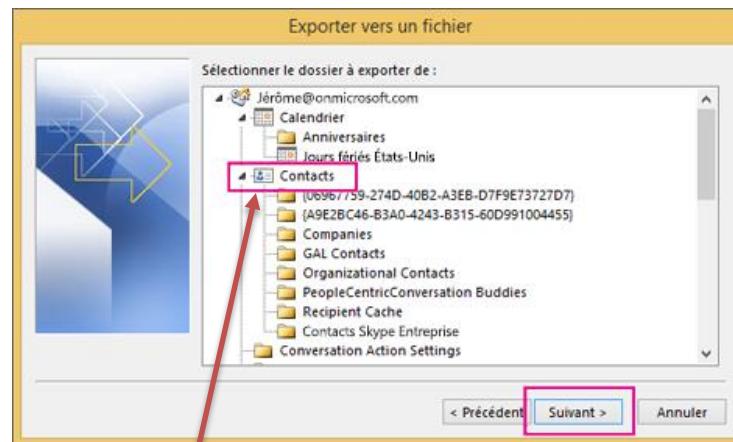 Exporter vers un fichier
Sélectionner le dossier à exporter de :
Jérôme@onmicrosoft.com
Calendrier
Anniversaires
Jours fériés États-Unis
Contacts
{06967759-274D-40B2-A3EB-D7F9E73727D7}
{A9E2BC46-B3A0-4243-B315-60D991004455}
Companies
GAL Contacts
Organizational Contacts
PeopleCentricConversation Buddies
Recipient Cache
Contacts Skype Entreprise
Conversation Action Settings
< Précédent Suivant > Annuler